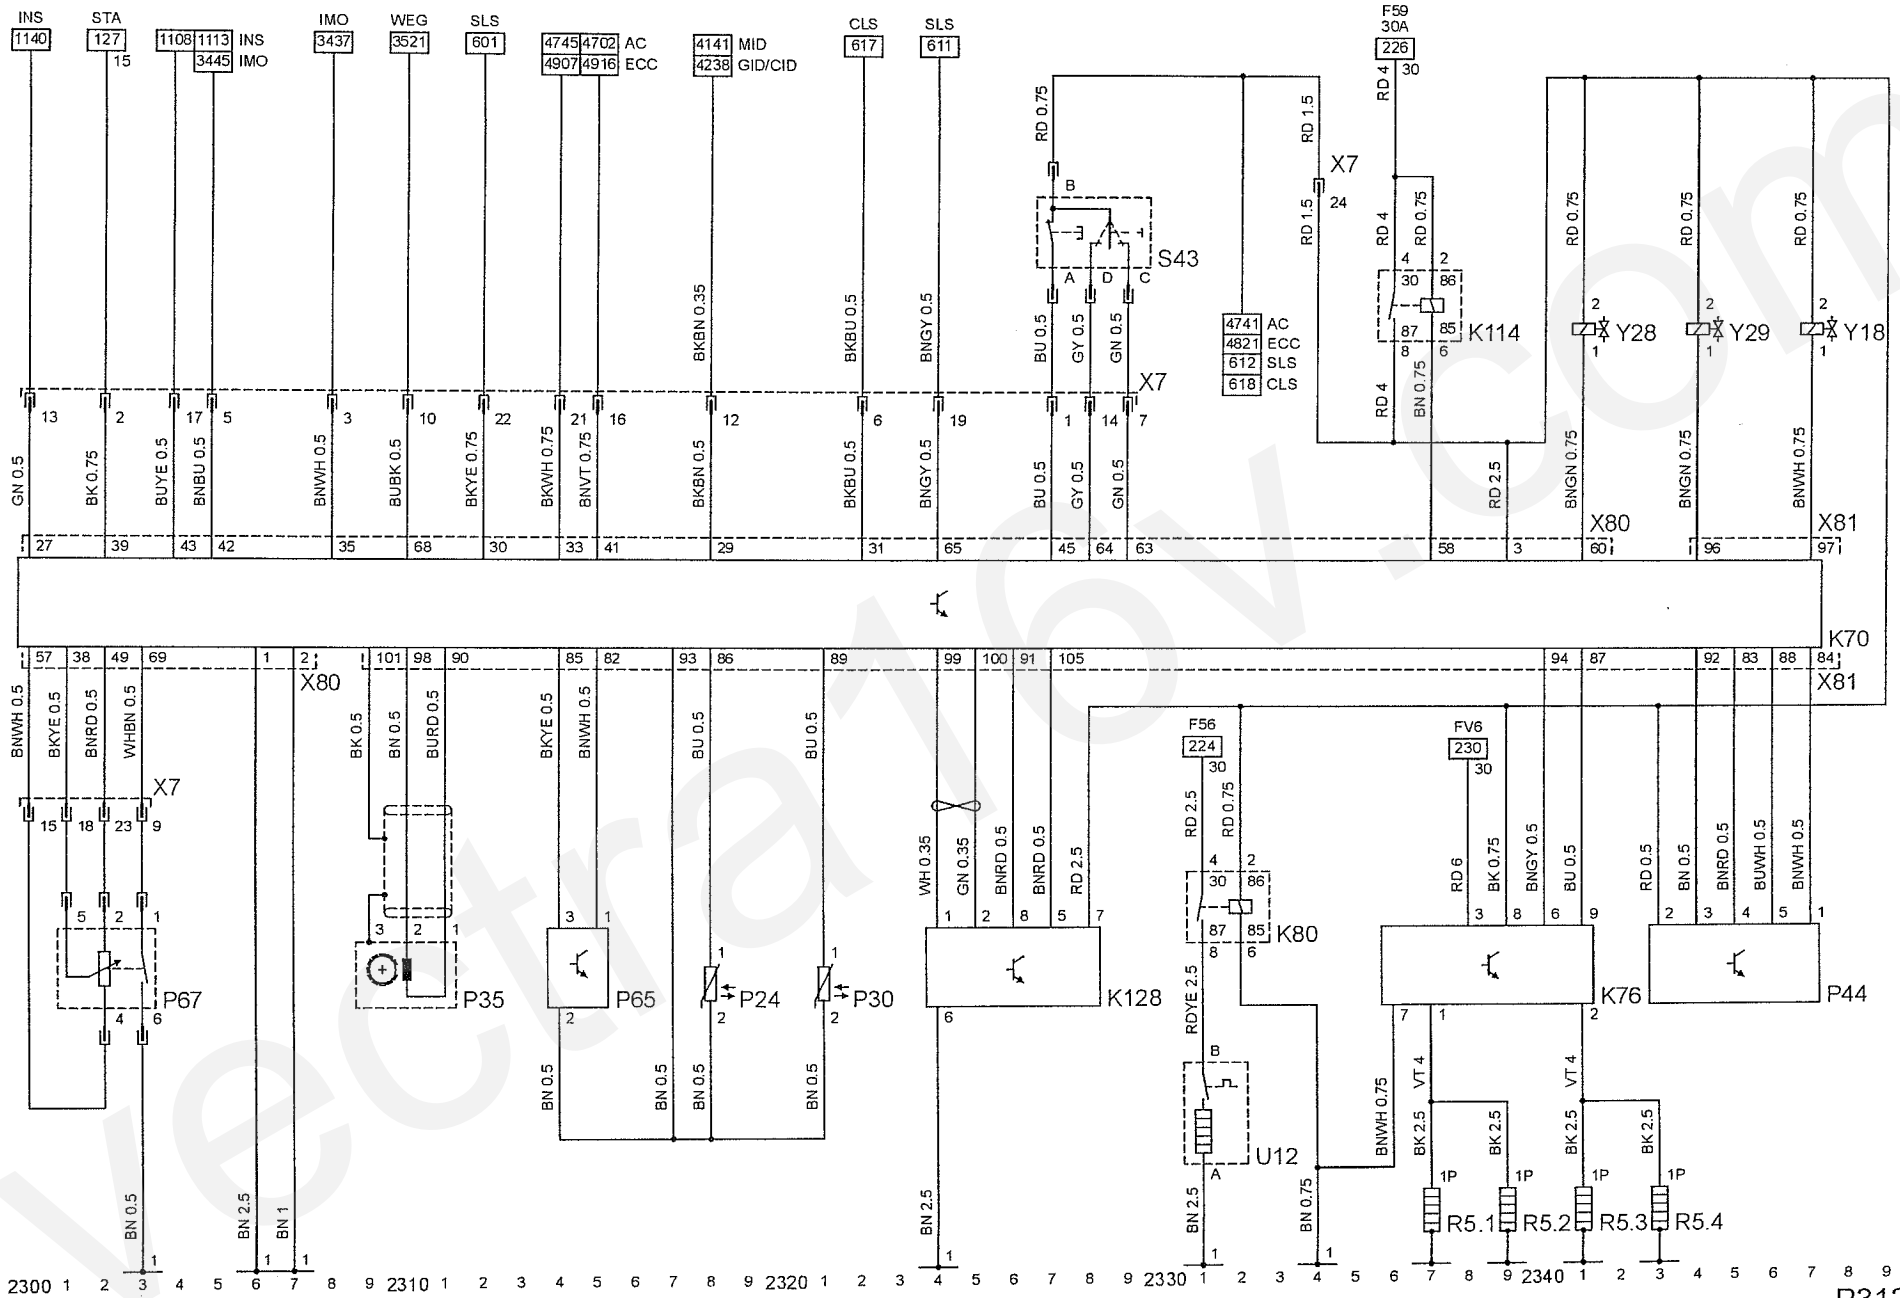 INS STA IMO WEG SLS CLS SLS F59
30A
1140 127 1108 1113 INS 3437 3521 601 4745 4702 AC 4141 MID 617 611 226
15 3445 IMO 4907 4916 ECC 4238 GID/CID 30
RD 4
RD 0.75 RD 1.5
X7
24
B
RD 1.5 RD 4 RD 0.75 RD 0.75 RD 0.75 RD 0.75
S43
A D C
4 2
30 86
87 85
K114
8 6
2 Y28 1
2 Y29 1
2 Y18 1
BKBN 0.35 BKBU 0.5 BNGY 0.5 BU 0.5 GY 0.5 GN 0.5
4741 AC
4821 ECC
612 SLS
618 CLS
RD 4 BN 0.75
X7
13 2 17 5 3 10 22 21 16 12 6 19 1 14 7
GN 0.5 BK 0.75 BUYE 0.5 BNBU 0.5 BNWH 0.5 BUBK 0.5 BKYE 0.75 BKWH 0.75 BNVT 0.75 BKBN 0.5 BKBU 0.5 BNGY 0.5 BU 0.5 GY 0.5 GN 0.5 RD 2.5 BNGN 0.75 BNGN 0.75 BNWH 0.75
X80 X81
27 39 43 42 35 68 30 33 41 29 31 65 45 64 63 58 3 60 96 97
K70
57 38 49 69 1 2 101 98 90 85 82 93 86 89 99 100 91 105 94 87 92 83 88 84
X80 X81
BNWH 0.5 BKYE 0.5 BNRD 0.5 WHBN 0.5 BK 0.5 BN 0.5 BURD 0.5 BKYE 0.5 BNWH 0.5 BU 0.5 BU 0.5
F56 FV6
224 230
30 30
X7
15 18 23 9
WH 0.35 GN 0.35 BNRD 0.5 BNRD 0.5 RD 2.5 RD 2.5 RD 0.75 RD 6 BK 0.75 BNGY 0.5 BU 0.5 RD 0.5 BN 0.5 BNRD 0.5 BUWH 0.5 BNWH 0.5
4 2
30 86
87 85
K80
8 6
5 2 1 3 2 1 3 1 1 2 8 5 7 3 8 6 9 2 3 4 5 1
+
1 1
P67 P35 P65 P24 P30 K128 K76 P44
4 6 2 2 2 6 7 1 2
RDYE 2.5
B
U12
A
BN 0.5 BN 0.5 BN 0.5 BN 0.5 BNWH 0.75 VT 4 VT 4
BK 2.5 BK 2.5 BK 2.5 BK 2.5
1P 1P 1P 1P
R5.1 R5.2 R5.3 R5.4
BN 0.5 BN 2.5 BN 1 BN 2.5 BN 2.5 BN 0.75
1 1 1 1 1 1
2300 1 2 3 4 5 6 7 8 9 2310 1 2 3 4 5 6 7 8 9 2320 1 2 3 4 5 6 7 8 9 2330 1 2 3 4 5 6 7 8 9 2340 1 2 3 4 5 6 7 8 9
vectra16v.com